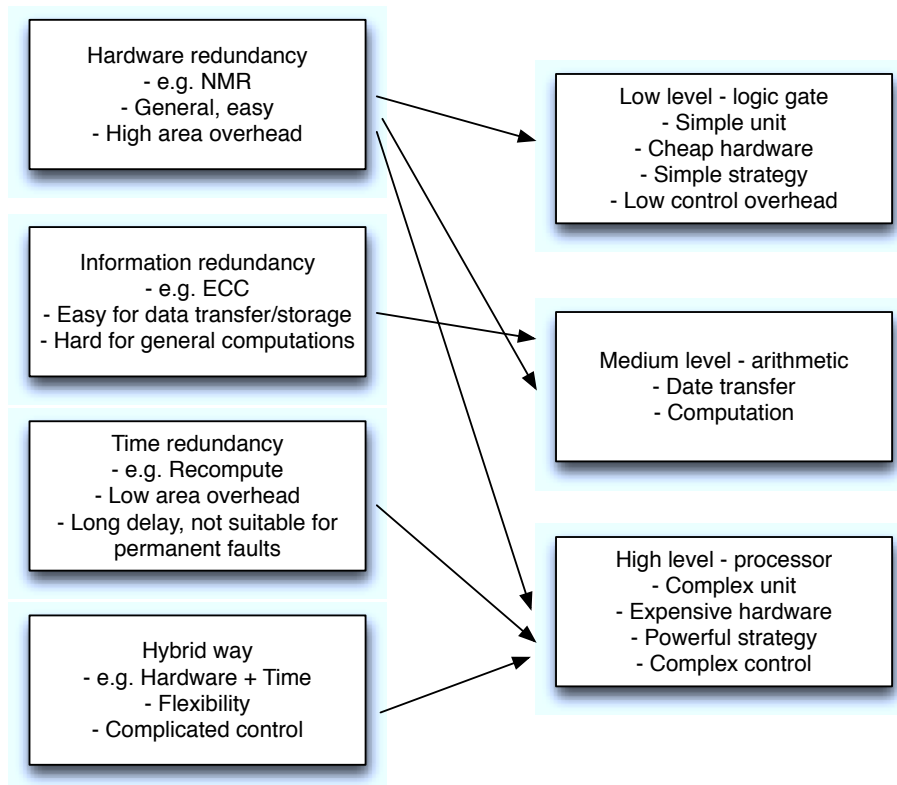 Hardware redundancy
- e.g. NMR
- General, easy
- High area overhead
Information redundancy
- e.g. ECC
- Easy for data transfer/storage
- Hard for general computations
Time redundancy
- e.g. Recompute
- Low area overhead
- Long delay, not suitable for
permanent faults
Hybrid way
- e.g. Hardware + Time
- Flexibility
- Complicated control
Low level - logic gate
- Simple unit
- Cheap hardware
- Simple strategy
- Low control overhead
Medium level - arithmetic
- Date transfer
- Computation
High level - processor
- Complex unit
- Expensive hardware
- Powerful strategy
- Complex control